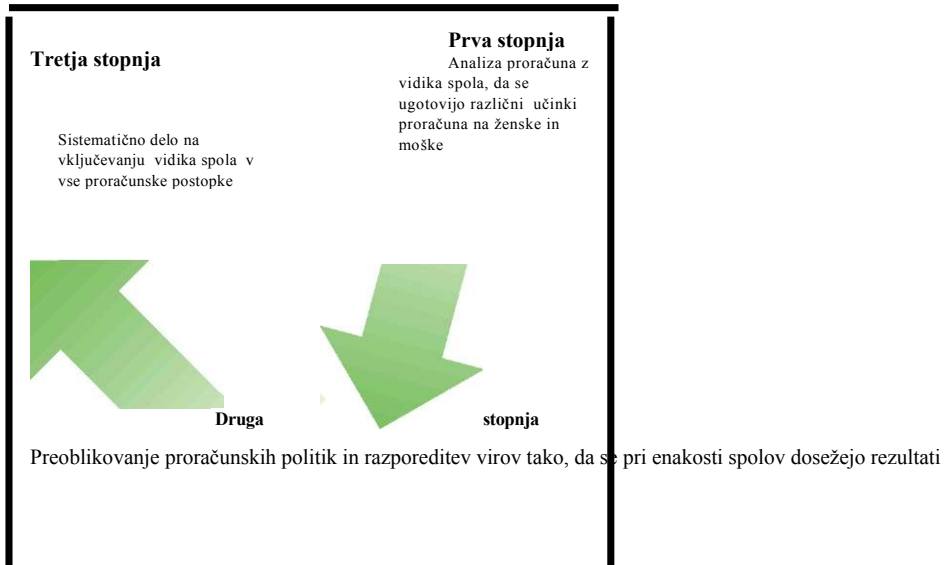 Tretja stopnja
Sistematično delo na
vključevanju vidika spola v
vse proračunske postopke
Prva stopnja
Analiza proračuna z
vidika spola, da se
ugotovijo različni učinki
proračuna na ženske in
moške
Druga stopnja
Preoblikovanje proračunskih politik in razporeditev virov tako, da se pri enakosti spolov dosežejo rezultati